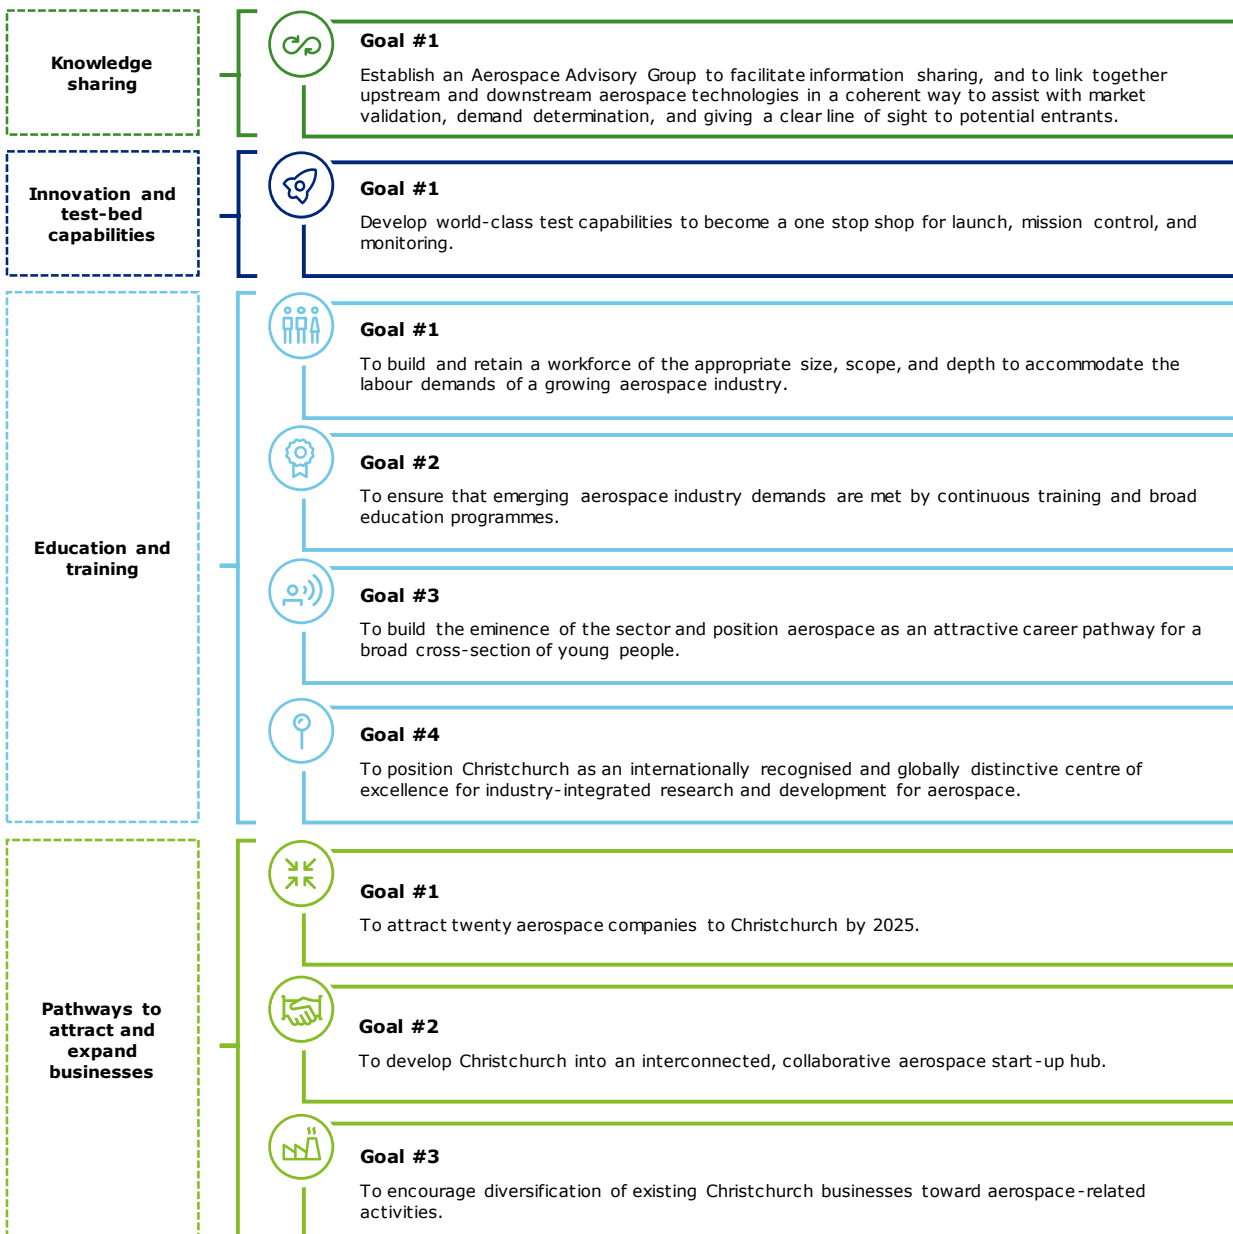 Knowledge
sharing
Goal #1
Establish an Aerospace Advisory Group to facilitate information sharing, and to link together
upstream and downstream aerospace technologies in a coherent way to assist with market
validation, demand determination, and giving a clear line of sight to potential entrants.
Innovation and
test-bed
capabilities
Goal #1
Develop world-class test capabilities to become a one stop shop for launch, mission control, and
monitoring.
Education and
training
Goal #1
To build and retain a workforce of the appropriate size, scope, and depth to accommodate the
labour demands of a growing aerospace industry.
Goal #2
To ensure that emerging aerospace industry demands are met by continuous training and broad
education programmes.
Goal #3
To build the eminence of the sector and position aerospace as an attractive career pathway for a
broad cross-section of young people.
Goal #4
To position Christchurch as an internationally recognised and globally distinctive centre of
excellence for industry-integrated research and development for aerospace.
Pathways to
attract and
expand
businesses
Goal #1
To attract twenty aerospace companies to Christchurch by 2025.
Goal #2
To develop Christchurch into an interconnected, collaborative aerospace start-up hub.
Goal #3
To encourage diversification of existing Christchurch businesses toward aerospace-related
activities.